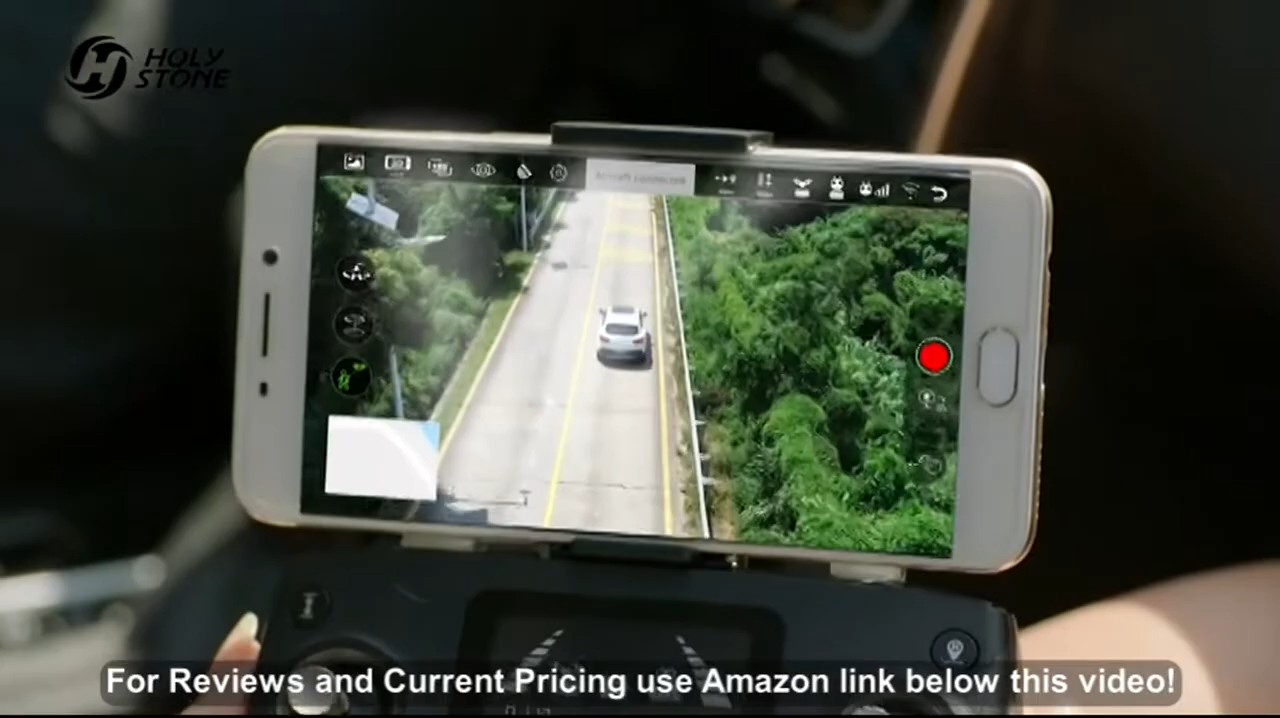 HOLY
STONE
Aircraft connected
For Reviews and Current Pricing use Amazon link below this video!